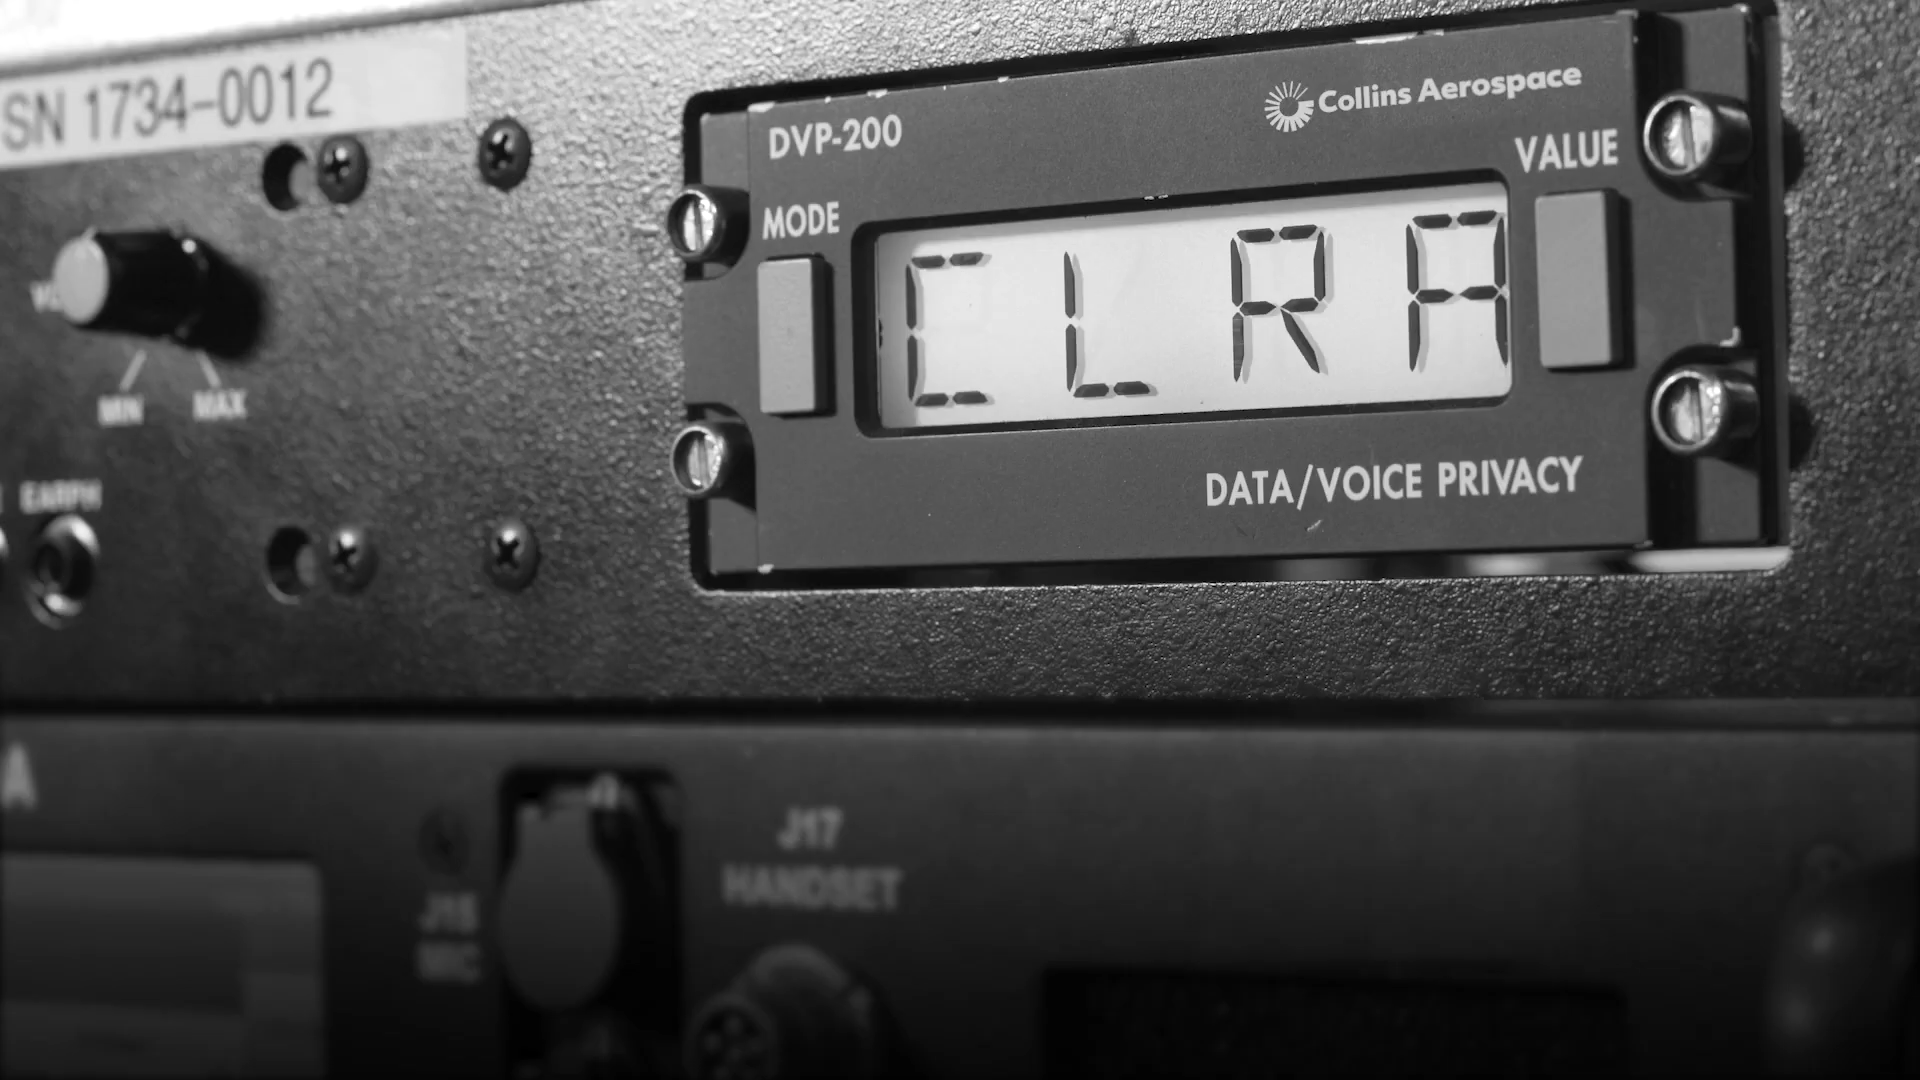 SN 1734-0012
Collins Aerospace
DVP-200
VALUE
MODE
CLRA
MIN MAX
EARPH
DATA/VOICE PRIVACY
A
J17
HANDSET
J15
MIC